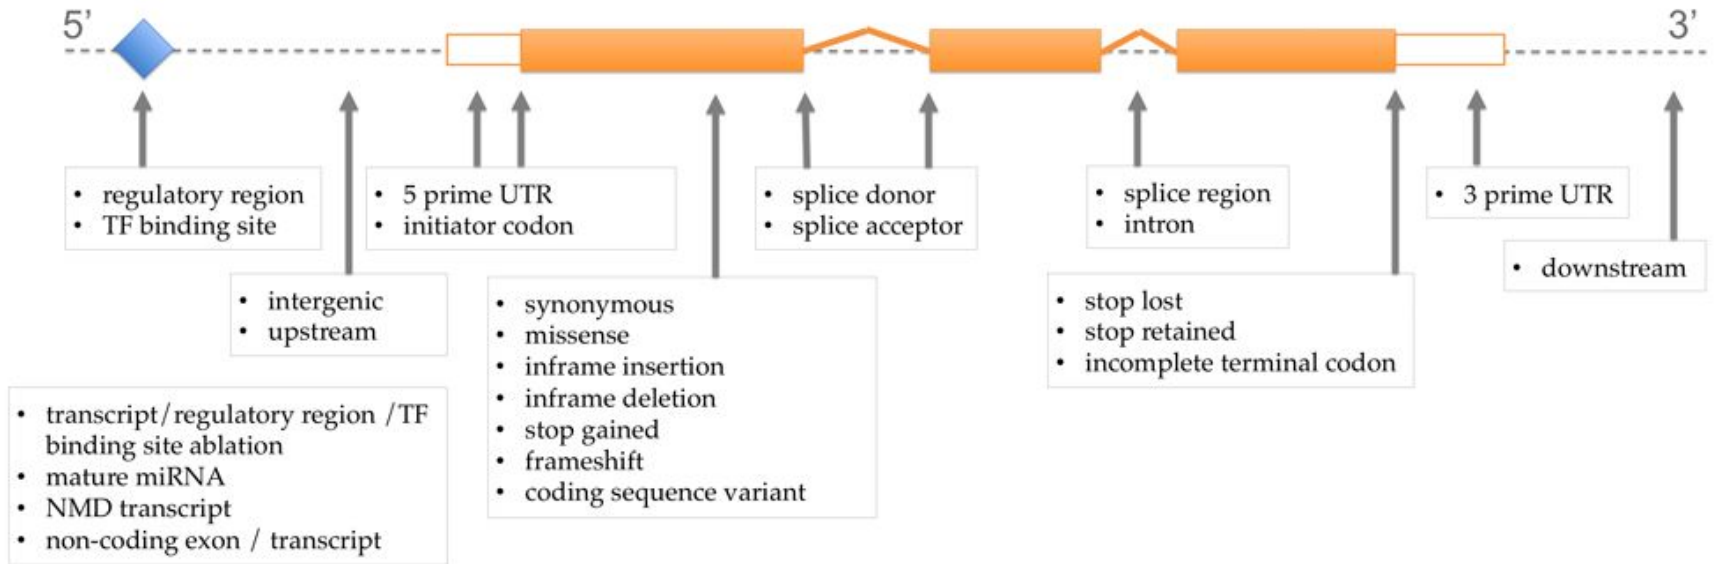 5’
3’
• regulatory region
• TF binding site
• 5 prime UTR
• initiator codon
• splice donor
• splice acceptor
• splice region
• intron
• 3 prime UTR
• downstream
• intergenic
• upstream
• synonymous
• missense
• inframe insertion
• inframe deletion
• stop gained
• frameshift
• coding sequence variant
• stop lost
• stop retained
• incomplete terminal codon
• transcript/regulatory region /TF
binding site ablation
• mature miRNA
• NMD transcript
• non-coding exon / transcript